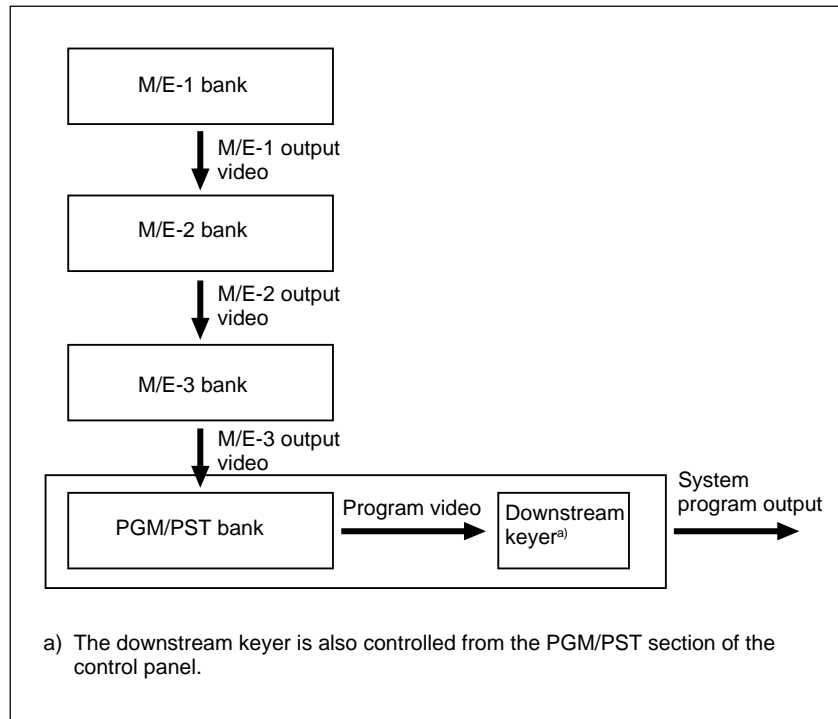 M/E-1 bank
M/E-1 output
video
M/E-2 bank
M/E-2 output
video
M/E-3 bank
M/E-3 output
video
PGM/PST bank
Program video
Downstream
keyera)
System
program output
a) The downstream keyer is also controlled from the PGM/PST section of the
control panel.